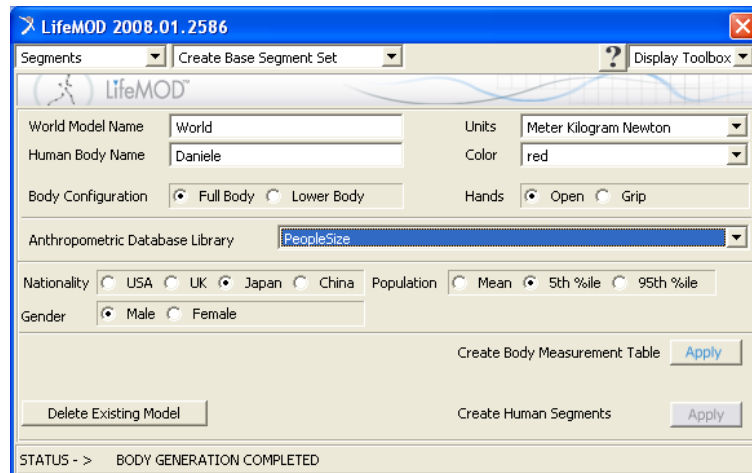 LifeMOD 2008.01.2586
Segments Create Base Segment Set ? Display Toolbox
LifeMOD™
World Model Name World Units Meter Kilogram Newton
Human Body Name Daniele Color red
Body Configuration Full Body Lower Body Hands Open Grip
Anthropometric Database Library PeopleSize
Nationality USA UK Japan China Population Mean 5th %ile 95th %ile
Gender Male Female
Create Body Measurement Table Apply
Delete Existing Model Create Human Segments Apply
STATUS - > BODY GENERATION COMPLETED